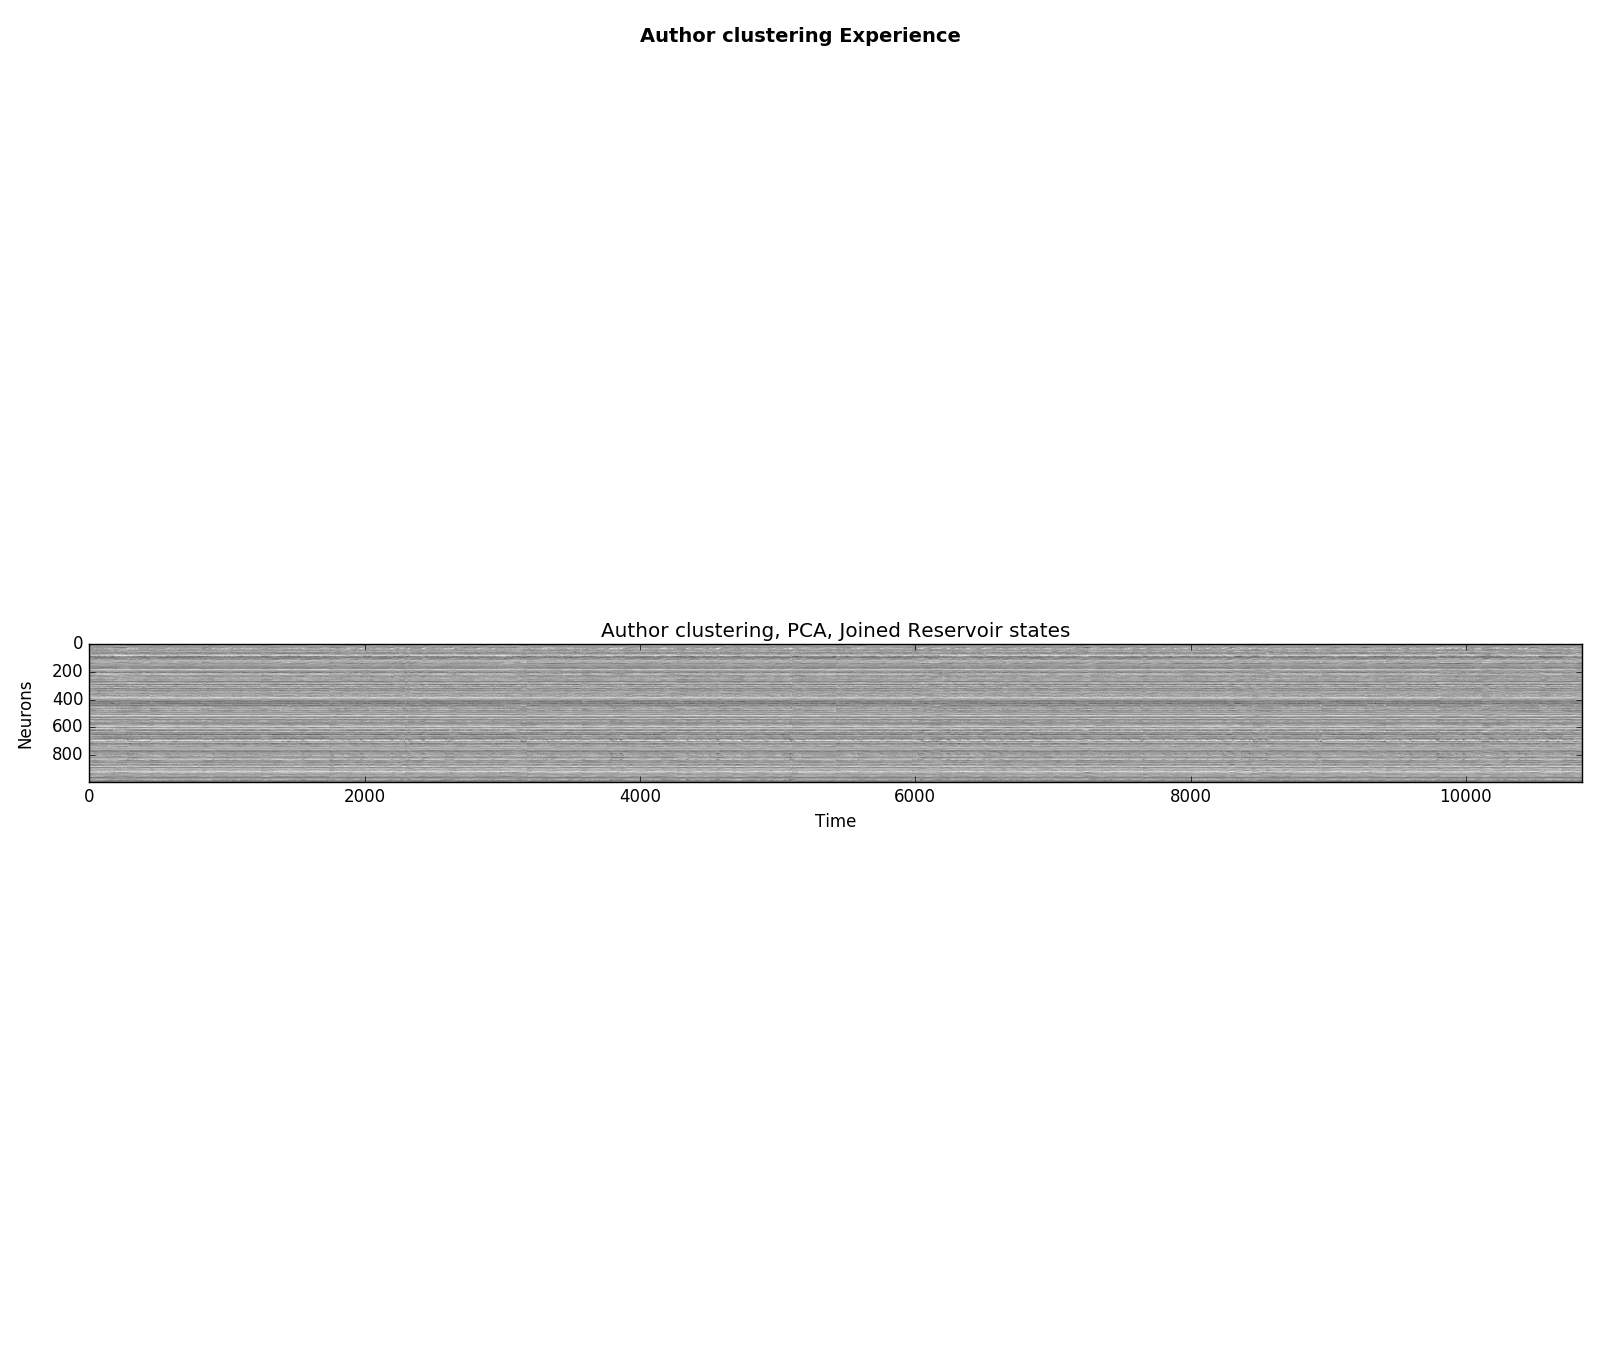 Author clustering Experience
Author clustering, PCA, Joined Reservoir states
0
200
400
600
800
Neurons
0 2000 4000 6000 8000 10000
Time